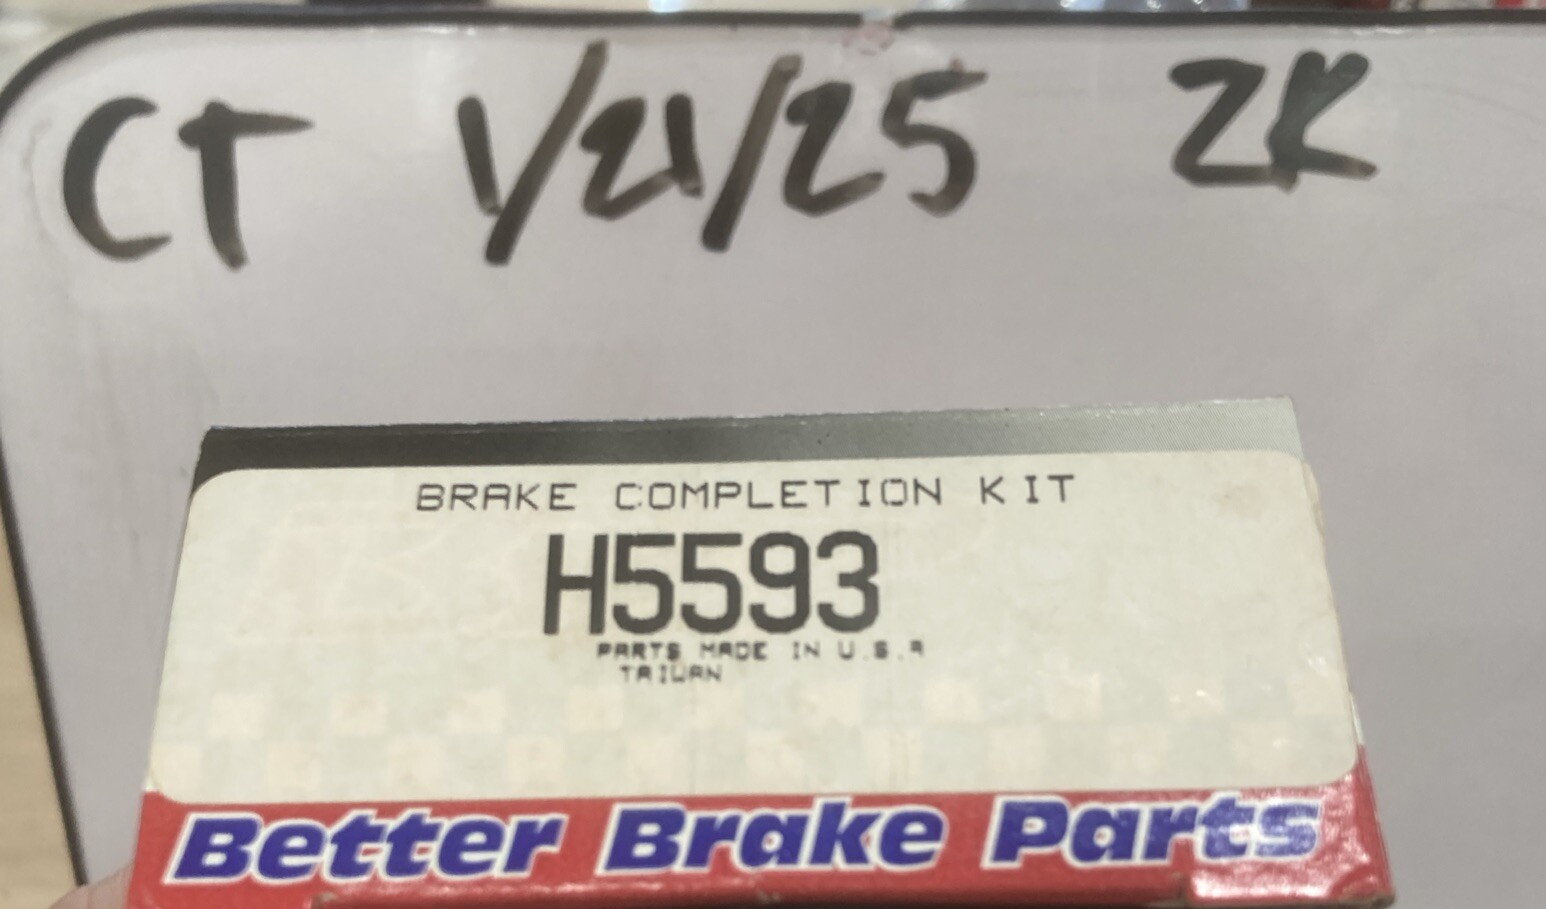 CT 1/21/25 ZK
BRAKE COMPLETION KIT
H5593
PARTS MADE IN U.S.A
TAIWAN
Better Brake Parts